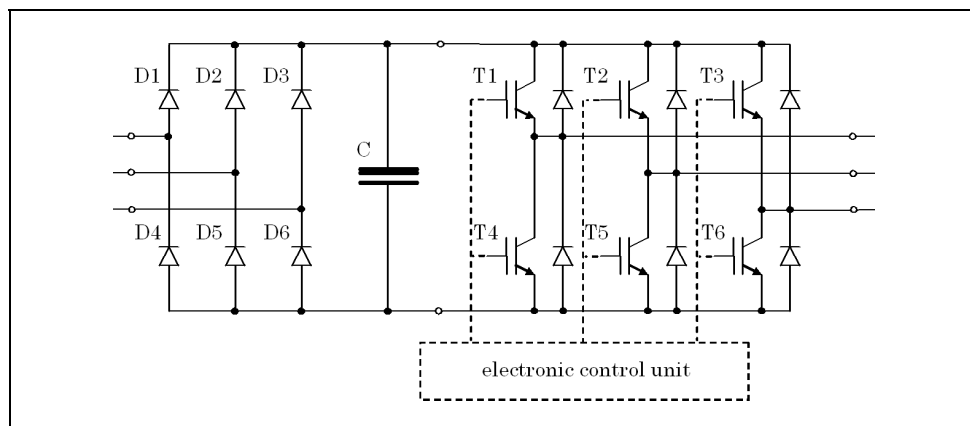 D1 D2 D3 T1 T2 T3
C
D4 D5 D6 T4 T5 T6
electronic control unit